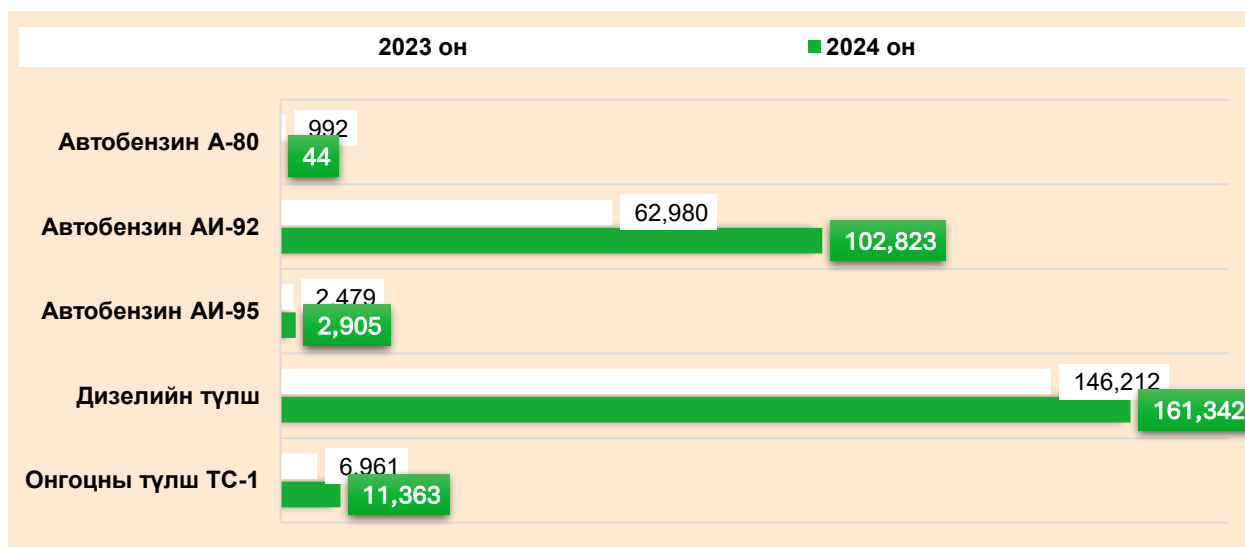 2023 он 2024 он
Автобензин А-80 992
44
Автобензин АИ-92 62,980
102,823
Автобензин АИ-95 2,479
2,905
Дизелийн түлш 146,212
161,342
Онгоцны түлш ТС-1 6,961
11,363